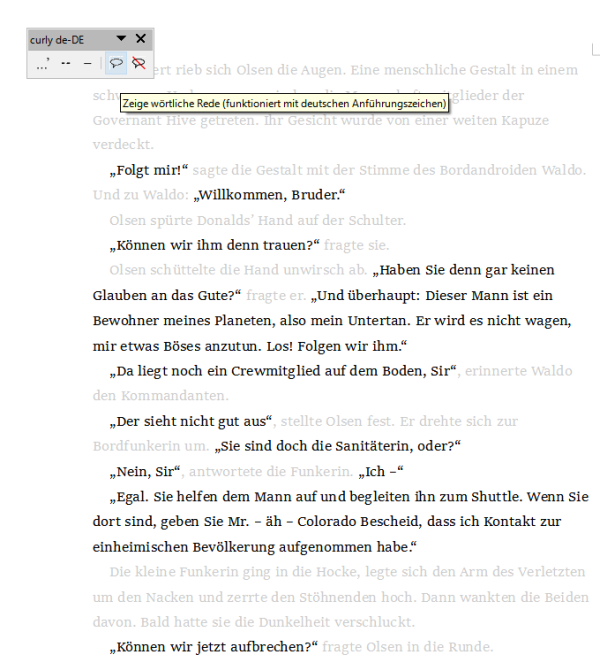 curly de-DE
...’ -- –
ert rieb sich Olsen die Augen. Eine menschliche Gestalt in einem
Zeige wörtliche Rede (funktioniert mit deutschen Anführungszeichen)
schw glieder der
Governant Hive getreten. Ihr Gesicht wurde von einer weiten Kapuze
verdeckt.
„Folgt mir!“ sagte die Gestalt mit der Stimme des Bordandroiden Waldo.
Und zu Waldo: „Willkommen, Bruder.“
Olsen spürte Donalds’ Hand auf der Schulter.
„Können wir ihm denn trauen?“ fragte sie.
Olsen schüttelte die Hand unwirsch ab. „Haben Sie denn gar keinen
Glauben an das Gute?“ fragte er. „Und überhaupt: Dieser Mann ist ein
Bewohner meines Planeten, also mein Untertan. Er wird es nicht wagen,
mir etwas Böses anzutun. Los! Folgen wir ihm.“
„Da liegt noch ein Crewmitglied auf dem Boden, Sir“, erinnerte Waldo
den Kommandanten.
„Der sieht nicht gut aus“, stellte Olsen fest. Er drehte sich zur
Bordfunkerin um. „Sie sind doch die Sanitäterin, oder?“
„Nein, Sir“, antwortete die Funkerin. „Ich –“
„Egal. Sie helfen dem Mann auf und begleiten ihn zum Shuttle. Wenn Sie
dort sind, geben Sie Mr. – äh – Colorado Bescheid, dass ich Kontakt zur
einheimischen Bevölkerung aufgenommen habe.“
Die kleine Funkerin ging in die Hocke, legte sich den Arm des Verletzten
um den Nacken und zerrte den Stöhnenden hoch. Dann wankten die Beiden
davon. Bald hatte sie die Dunkelheit verschluckt.
„Können wir jetzt aufbrechen?“ fragte Olsen in die Runde.